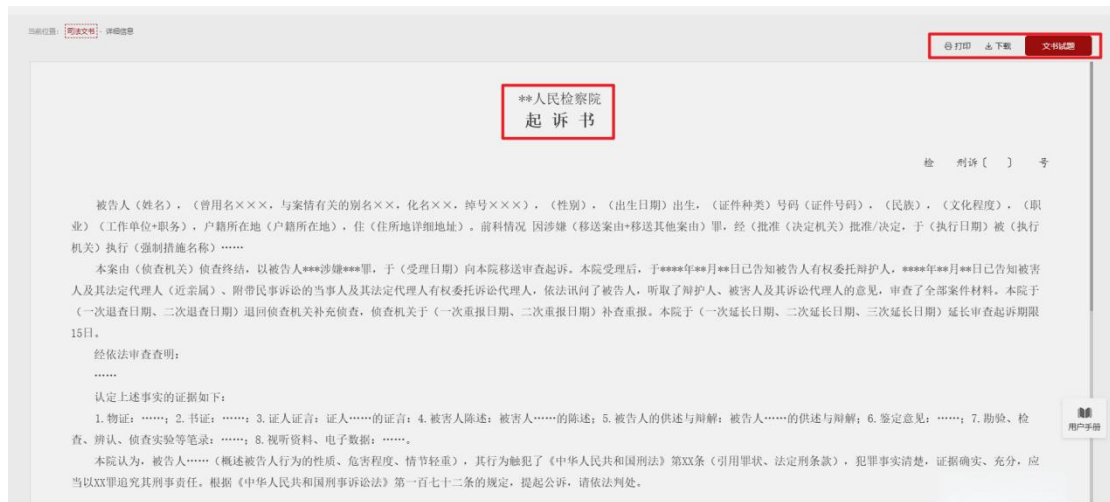 当前位置: 司法文书 · 详细信息
打印 下载 文书试题
**人民检察院
起 诉 书
检 刑诉〔 〕 号
被告人（姓名），（曾用名×××，与案情有关的别名××，化名××，绰号×××），（性别），（出生日期）出生，（证件种类）号码（证件号码），（民族），（文化程度），（职
业）（工作单位+职务），户籍所在地（户籍所在地），住（住所地详细地址）。前科情况 因涉嫌（移送案由+移送其他案由）罪，经（批准（决定机关）批准/决定，于（执行日期）被（执行
机关）执行（强制措施名称）……
本案由（侦查机关）侦查终结，以被告人***涉嫌***罪，于（受理日期）向本院移送审查起诉。本院受理后，于****年**月**日已告知被告人有权委托辩护人，****年**月**日已告知被害
人及其法定代理人（近亲属）、附带民事诉讼的当事人及其法定代理人有权委托诉讼代理人，依法讯问了被告人，听取了辩护人、被害人及其诉讼代理人的意见，审查了全部案件材料。本院于
（一次退查日期、二次退查日期）退回侦查机关补充侦查，侦查机关于（一次重报日期、二次重报日期）补查重报。本院于（一次延长日期、二次延长日期、三次延长日期）延长审查起诉期限
15日。
经依法审查查明：
……
认定上述事实的证据如下：
1.物证：……；2.书证：……；3.证人证言：证人……的证言；4.被害人陈述：被害人……的陈述；5.被告人的供述与辩解：被告人……的供述与辩解；6.鉴定意见：……；7.勘验、检
查、辨认、侦查实验等笔录：……；8.视听资料、电子数据：……。
用户手册
本院认为，被告人……（概述被告人行为的性质、危害程度、情节轻重），其行为触犯了《中华人民共和国刑法》第XX条（引用罪状、法定刑条款），犯罪事实清楚，证据确实、充分，应
当以XX罪追究其刑事责任。根据《中华人民共和国刑事诉讼法》第一百七十二条的规定，提起公诉，请依法判处。